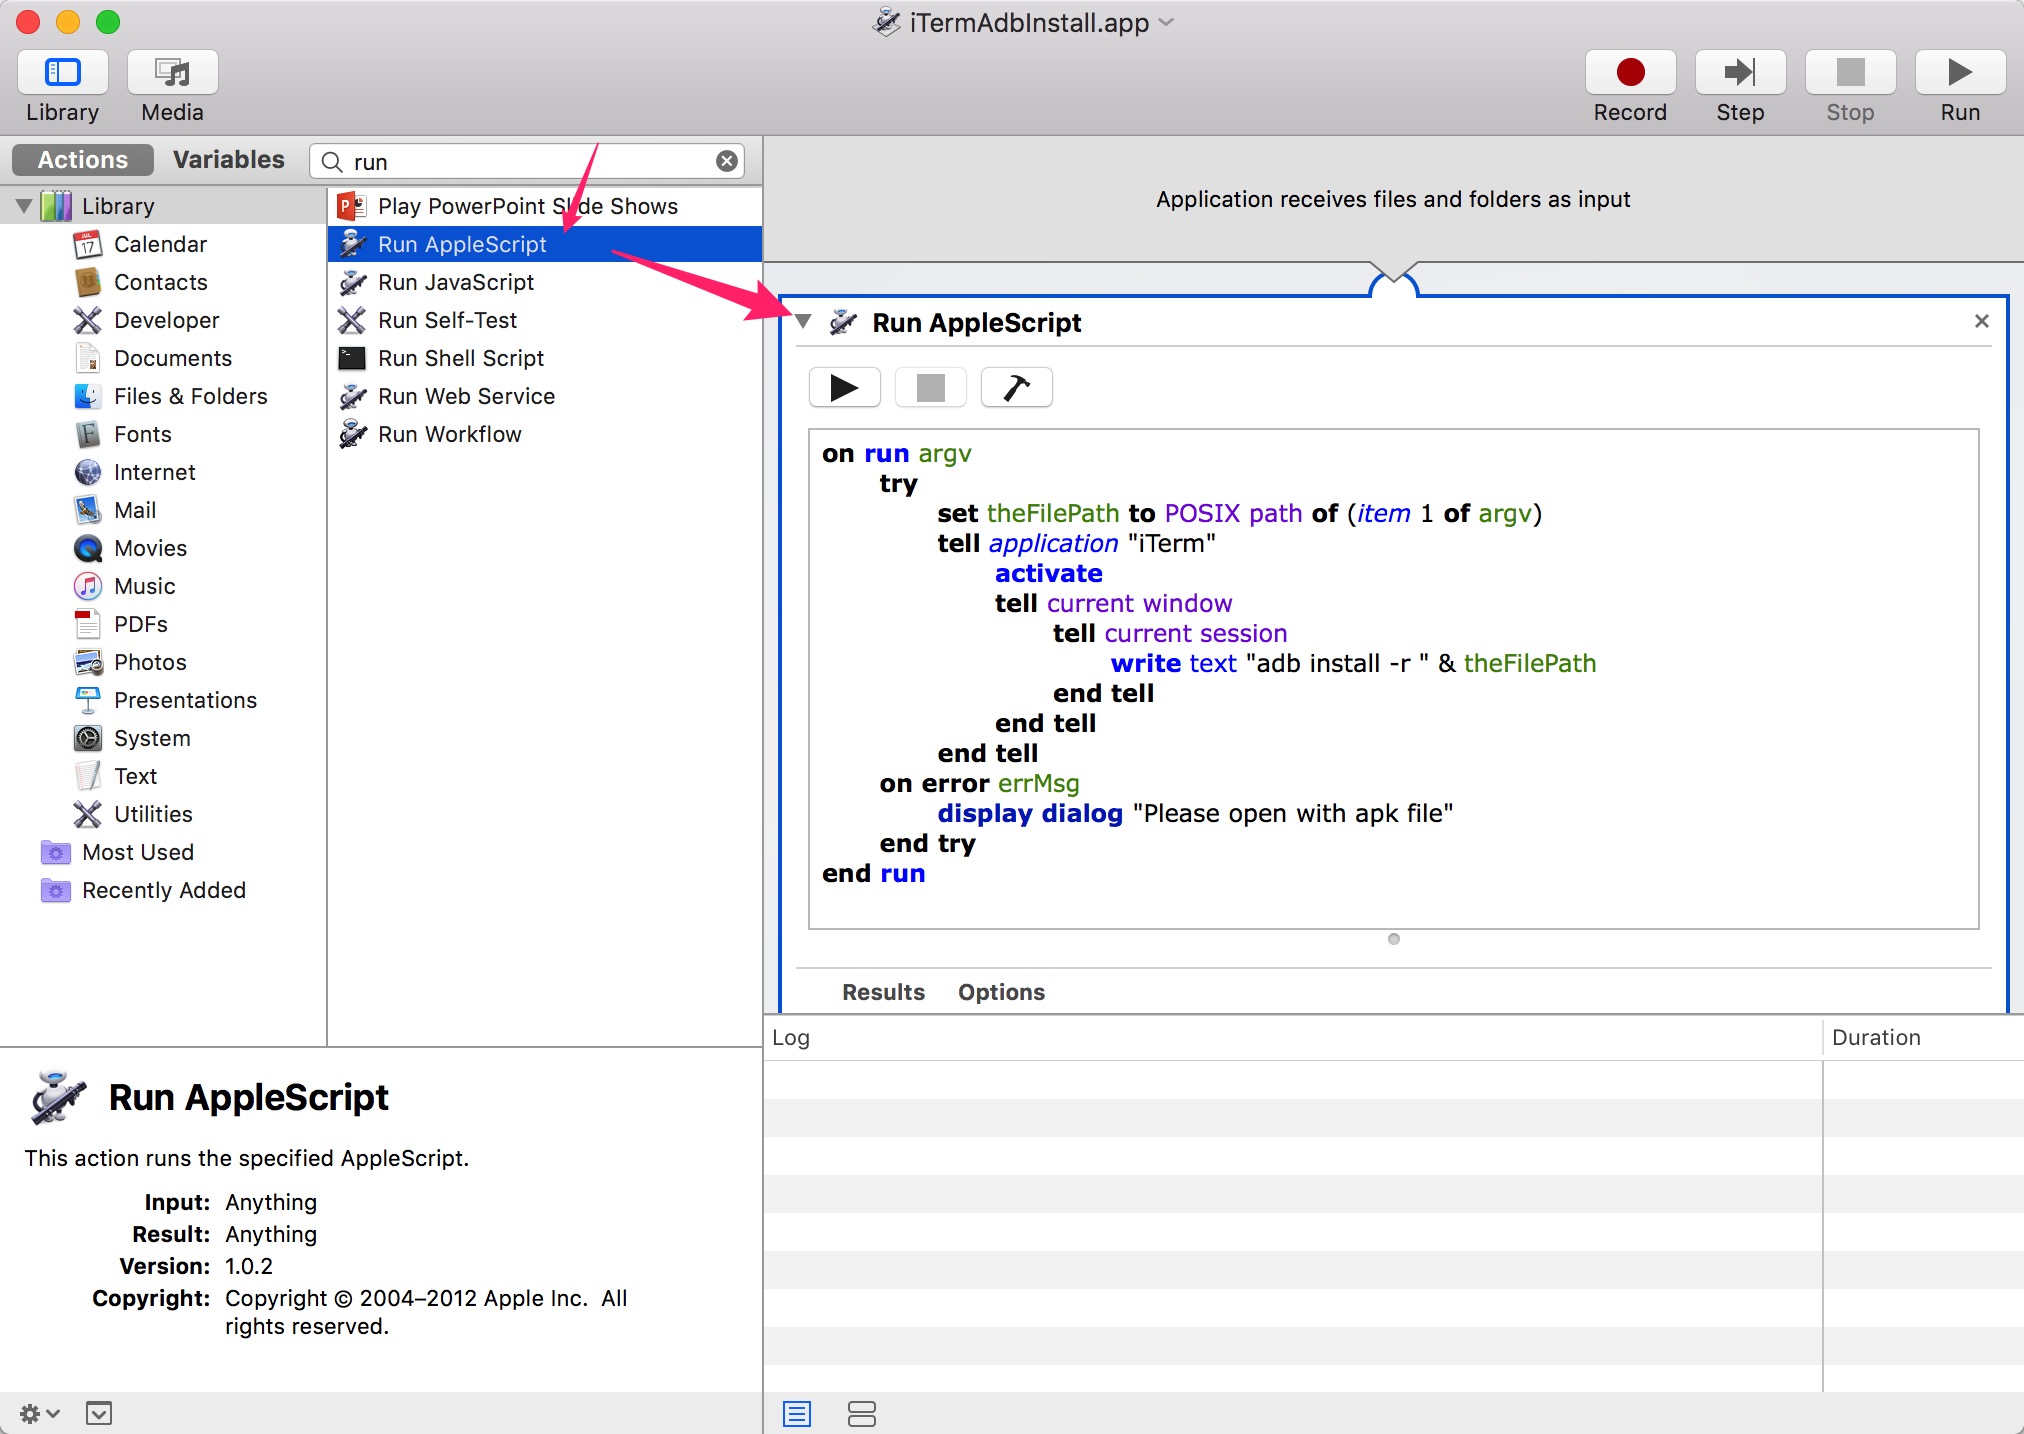 iTermAdbInstall.app
Library
Media
Record
Step
Stop
Run
Actions
Variables
run
Library
Calendar
JUL
17
Contacts
Developer
Documents
Files & Folders
Fonts
Internet
Mail
Movies
Music
PDFs
Photos
Presentations
System
Text
Utilities
Most Used
Recently Added
Play PowerPoint Slide Shows
Run AppleScript
Run JavaScript
Run Self-Test
Run Shell Script
Run Web Service
Run Workflow
Application receives files and folders as input
Run AppleScript
on run argv
try
set theFilePath to POSIX path of (item 1 of argv)
tell application "iTerm"
activate
tell current window
tell current session
write text "adb install -r " & theFilePath
end tell
end tell
end tell
on error errMsg
display dialog "Please open with apk file"
end try
end run
Results Options
Log
Duration
Run AppleScript
This action runs the specified AppleScript.
Input: Anything
Result: Anything
Version: 1.0.2
Copyright: Copyright © 2004–2012 Apple Inc. All
rights reserved.